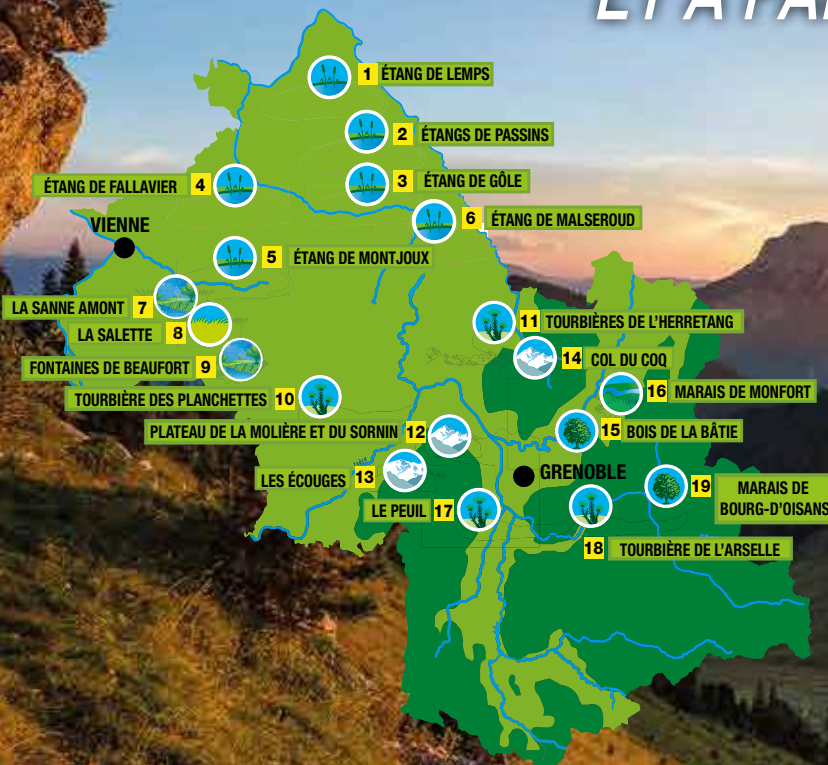 1 ÉTANG DE LEMPS
2 ÉTANGS DE PASSINS
3 ÉTANG DE GÔLE
ÉTANG DE FALLAVIER 4
6 ÉTANG DE MALSEROUD
VIENNE
5 ÉTANG DE MONTJOUX
LA SANNE AMONT 7
LA SALETTE 8
11 TOURBIÈRES DE L'HERRETANG
14 COL DU COQ
FONTAINES DE BEAUFORT 9
TOURBIÈRE DES PLANCHETTES 10
16 MARAIS DE MONFORT
PLATEAU DE LA MOLIÈRE ET DU SORNIN 12
15 BOIS DE LA BÂTIE
LES ÉCOUGES 13
GRENOBLE
19 MARAIS DE
BOURG-D'OISANS
LE PEUIL 17
18 TOURBIÈRE DE L'ARSELLE